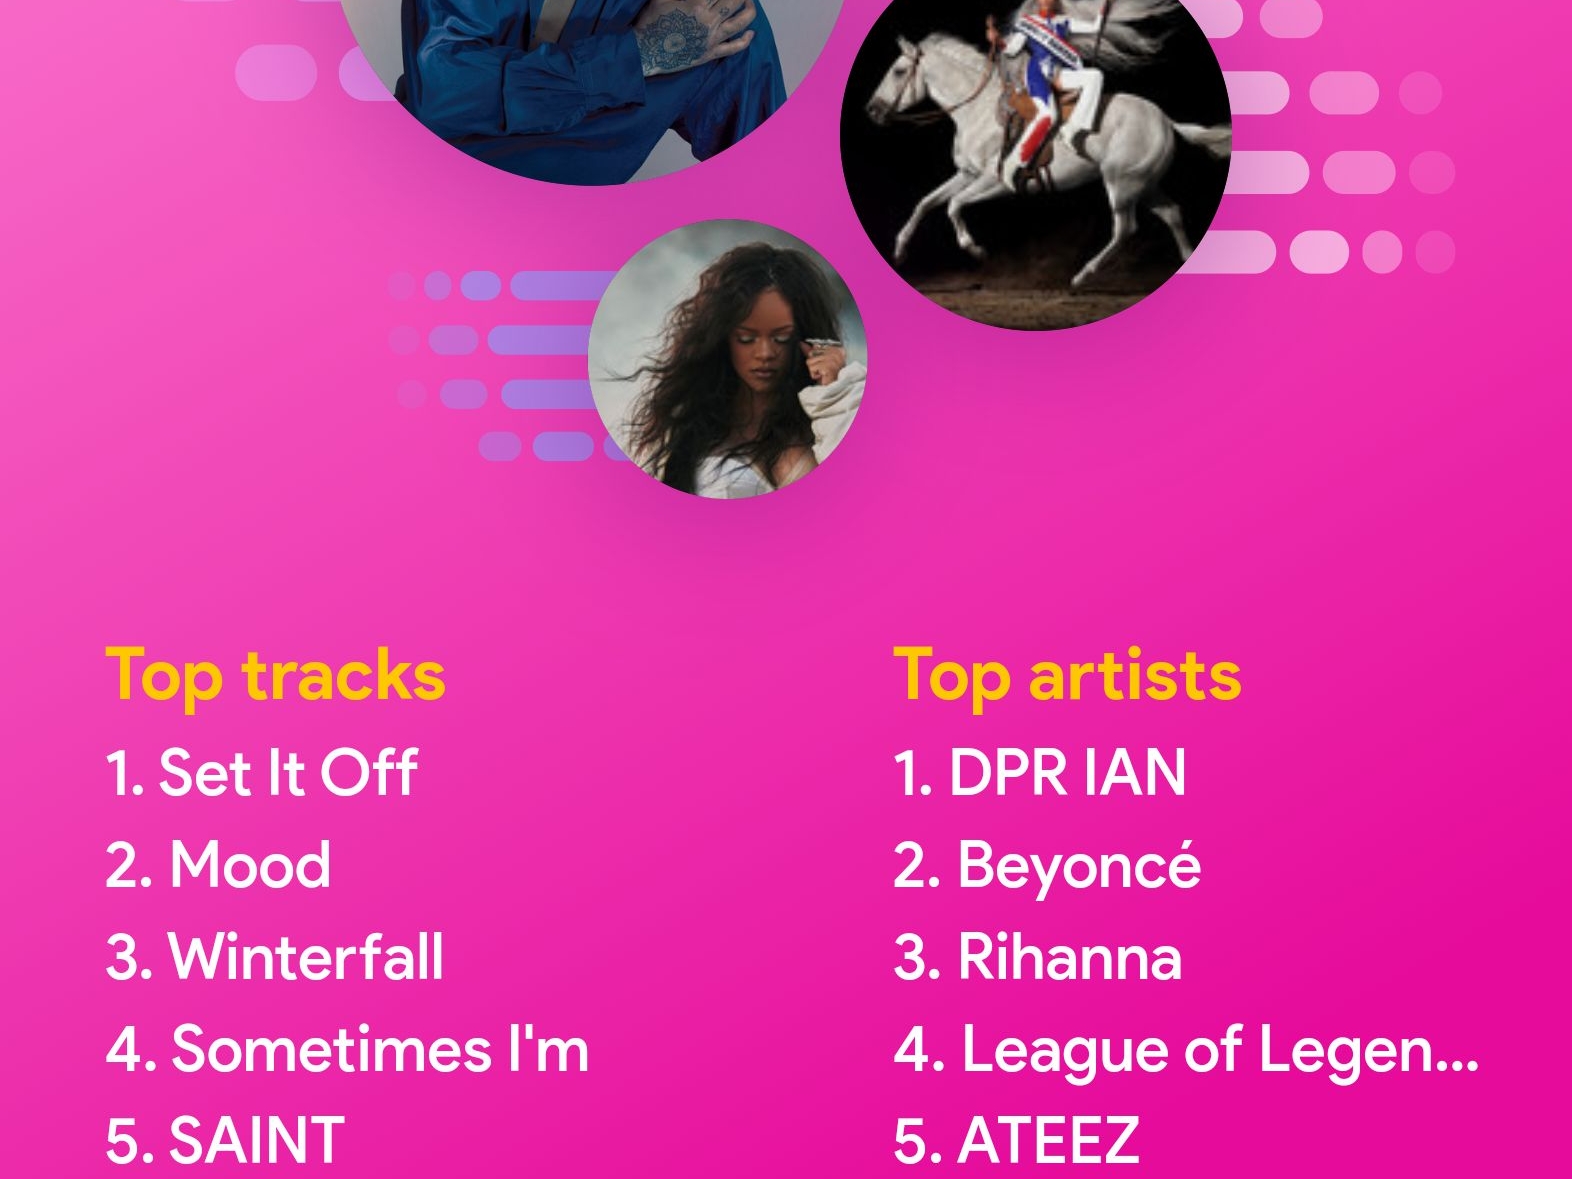 Top tracks
1. Set It Off
2. Mood
3. Winterfall
4. Sometimes I'm
5. SAINT
Top artists
1. DPR IAN
2. Beyoncé
3. Rihanna
4. League of Legen...
5. ATEEZ